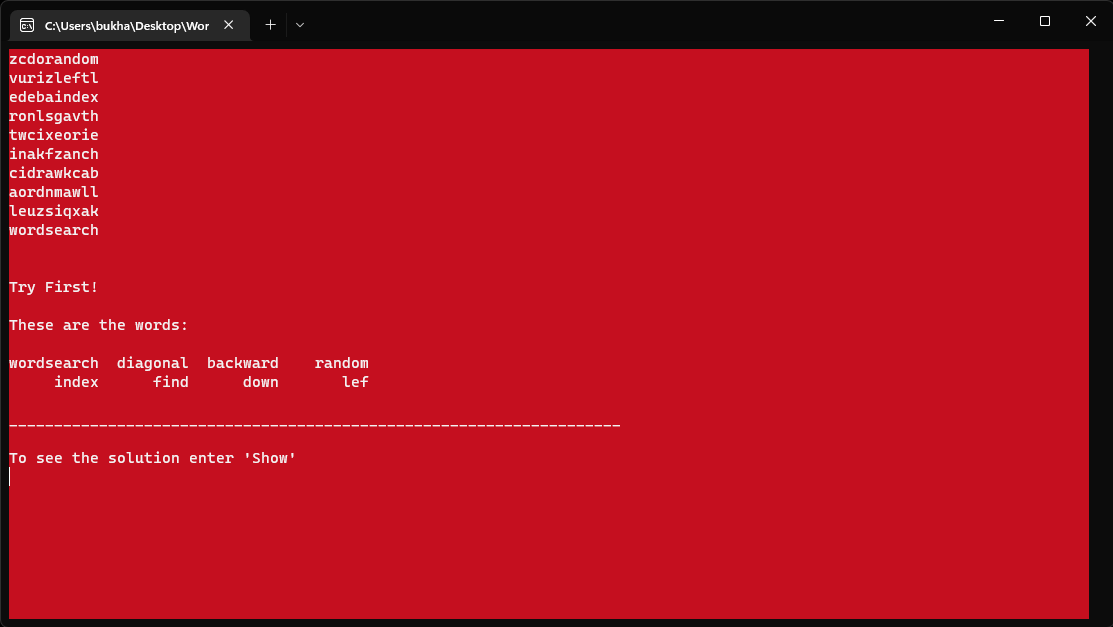 C:\Users\bukha\Desktop\Wor
zcdorandom
vurizleftl
edebaindex
ronlsgavth
twcixeorie
inakfzanch
cidrawkcab
aordnmawll
leuzsiqxak
wordsearch
Try First!
These are the words:
wordsearch  diagonal  backward    random
     index      find      down       lef
____________________________________________________________________
To see the solution enter 'Show'